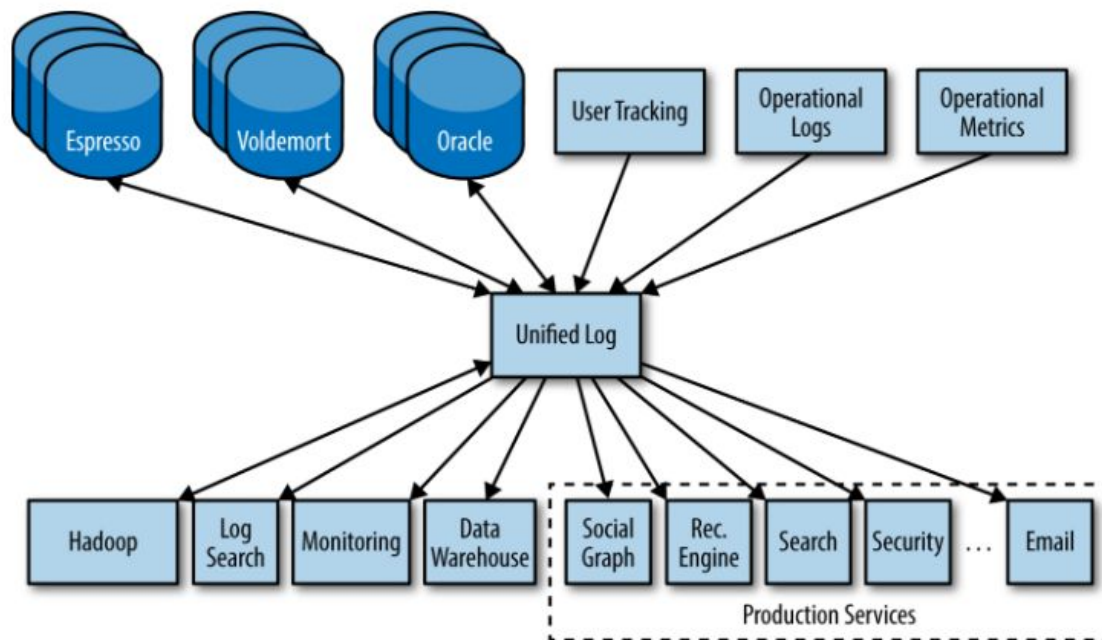 Espresso
Voldemort
Oracle
User Tracking
Operational
Logs
Operational
Metrics
Unified Log
Hadoop
Log
Search
Monitoring
Data
Warehouse
Social
Graph
Rec.
Engine
Search
Security
...
Email
Production Services